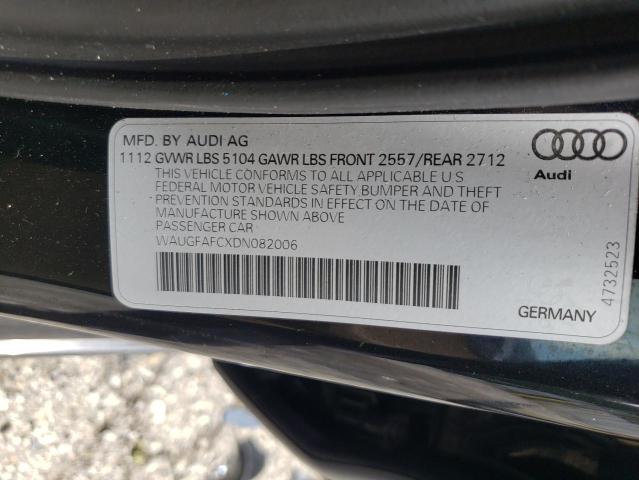 MFD. BY AUDI AG
1112 GVWR LBS 5104 GAWR LBS FRONT 2557/REAR 2712
THIS VEHICLE CONFORMS TO ALL APPLICABLE U S
FEDERAL MOTOR VEHICLE SAFETY BUMPER AND THEFT
PREVENTION STANDARDS IN EFFECT ON THE DATE OF
MANUFACTURE SHOWN ABOVE
PASSENGER CAR
WAUGFAFCXDN082006
Audi
4732523
GERMANY